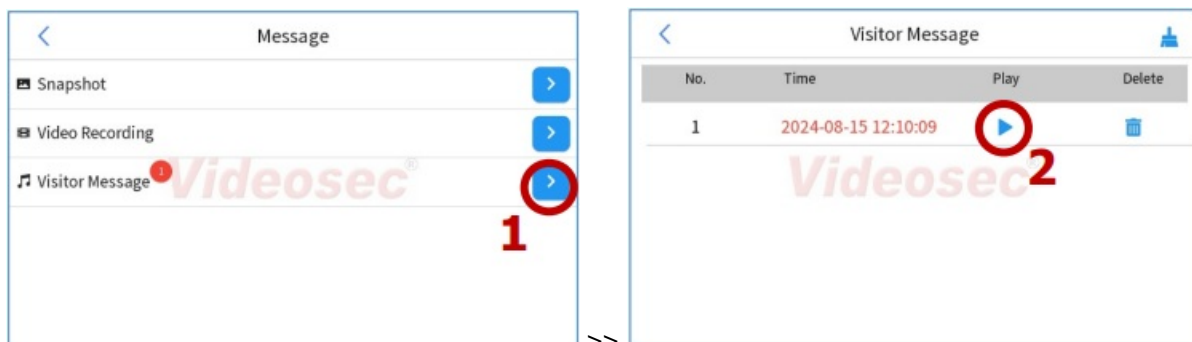 Message
Snapshot
Video Recording
Visitor Message 1
Videosec®
1
>>
Visitor Message
No. Time Play Delete
1 2024-08-15 12:10:09
Videosec
2